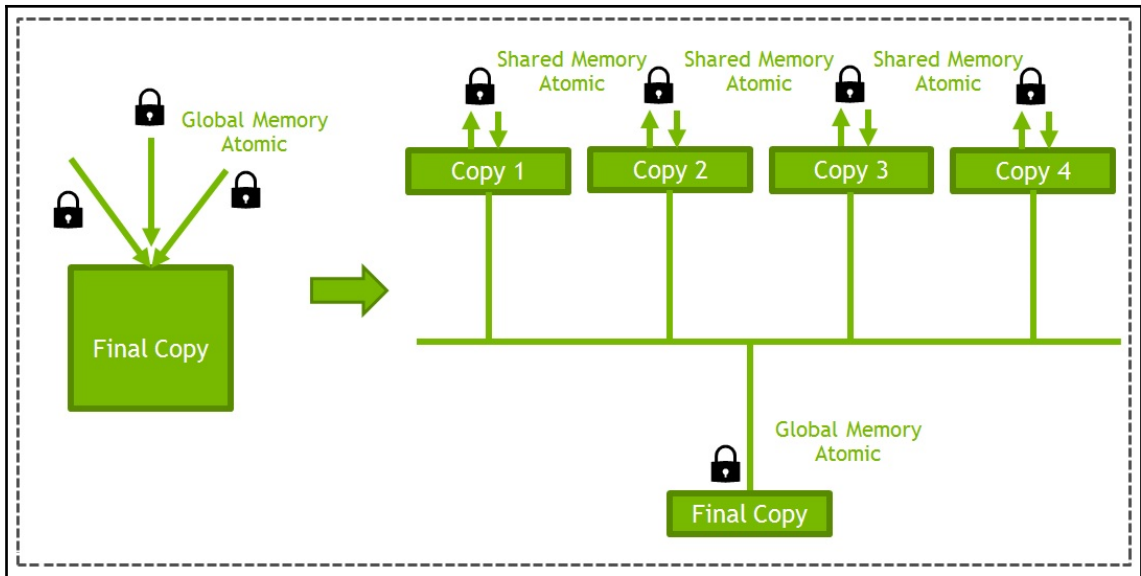 Global Memory
Atomic
Final Copy
Shared Memory
Atomic
Shared Memory
Atomic
Shared Memory
Atomic
Copy 1
Copy 2
Copy 3
Copy 4
Global Memory
Atomic
Final Copy